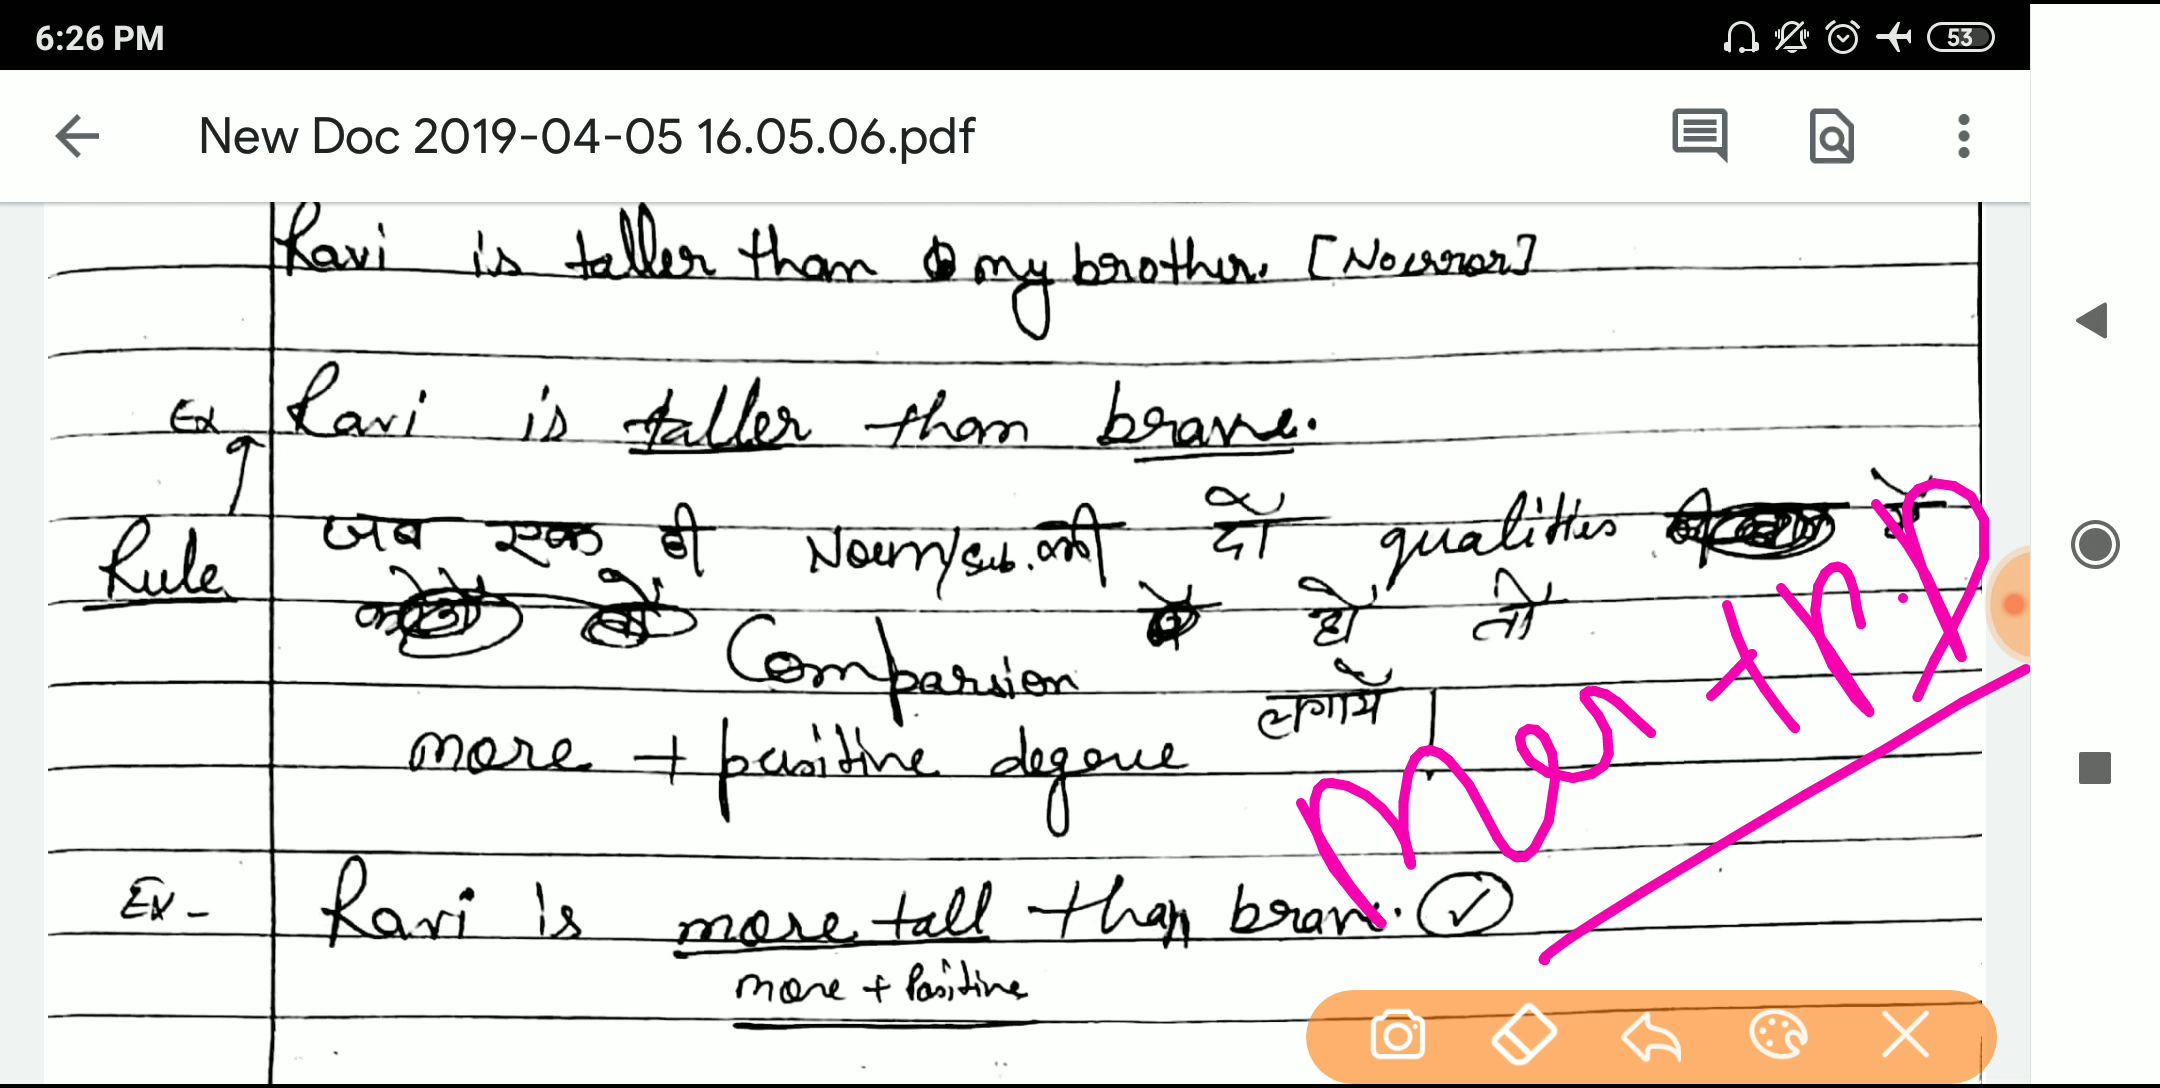 6:26 PM
53
New Doc 2019-04-05 16.05.06.pdf
Ravi is taller than my brother. [No error]
Ex Ravi is taller than brave.
Rule जब एक ही Noun/sub. की दो qualities
Comparsion हो तो
more + positive degree लगाये।
Ex - Ravi is more tall than brave.
more + Positive